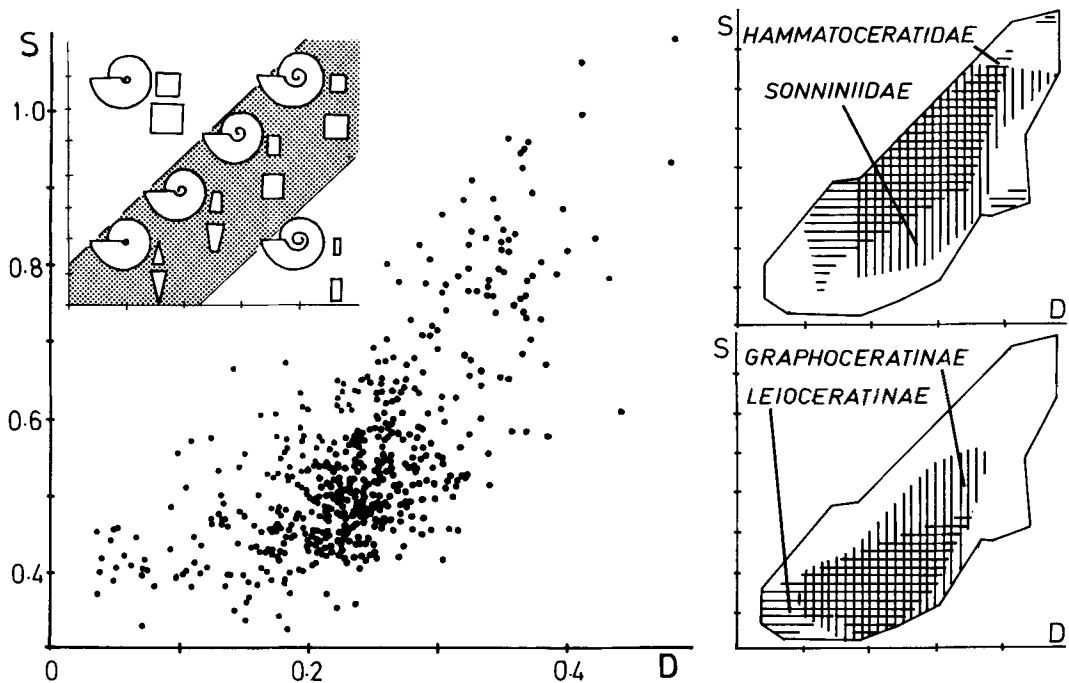 S
1.0
0.8
0.6
0.4
0
0.2
0.4
D
S
HAMMATOCERATIDAE
SONNINIIDAE
D
S
GRAPHOCERATINAE
LEIOCERATINAE
D